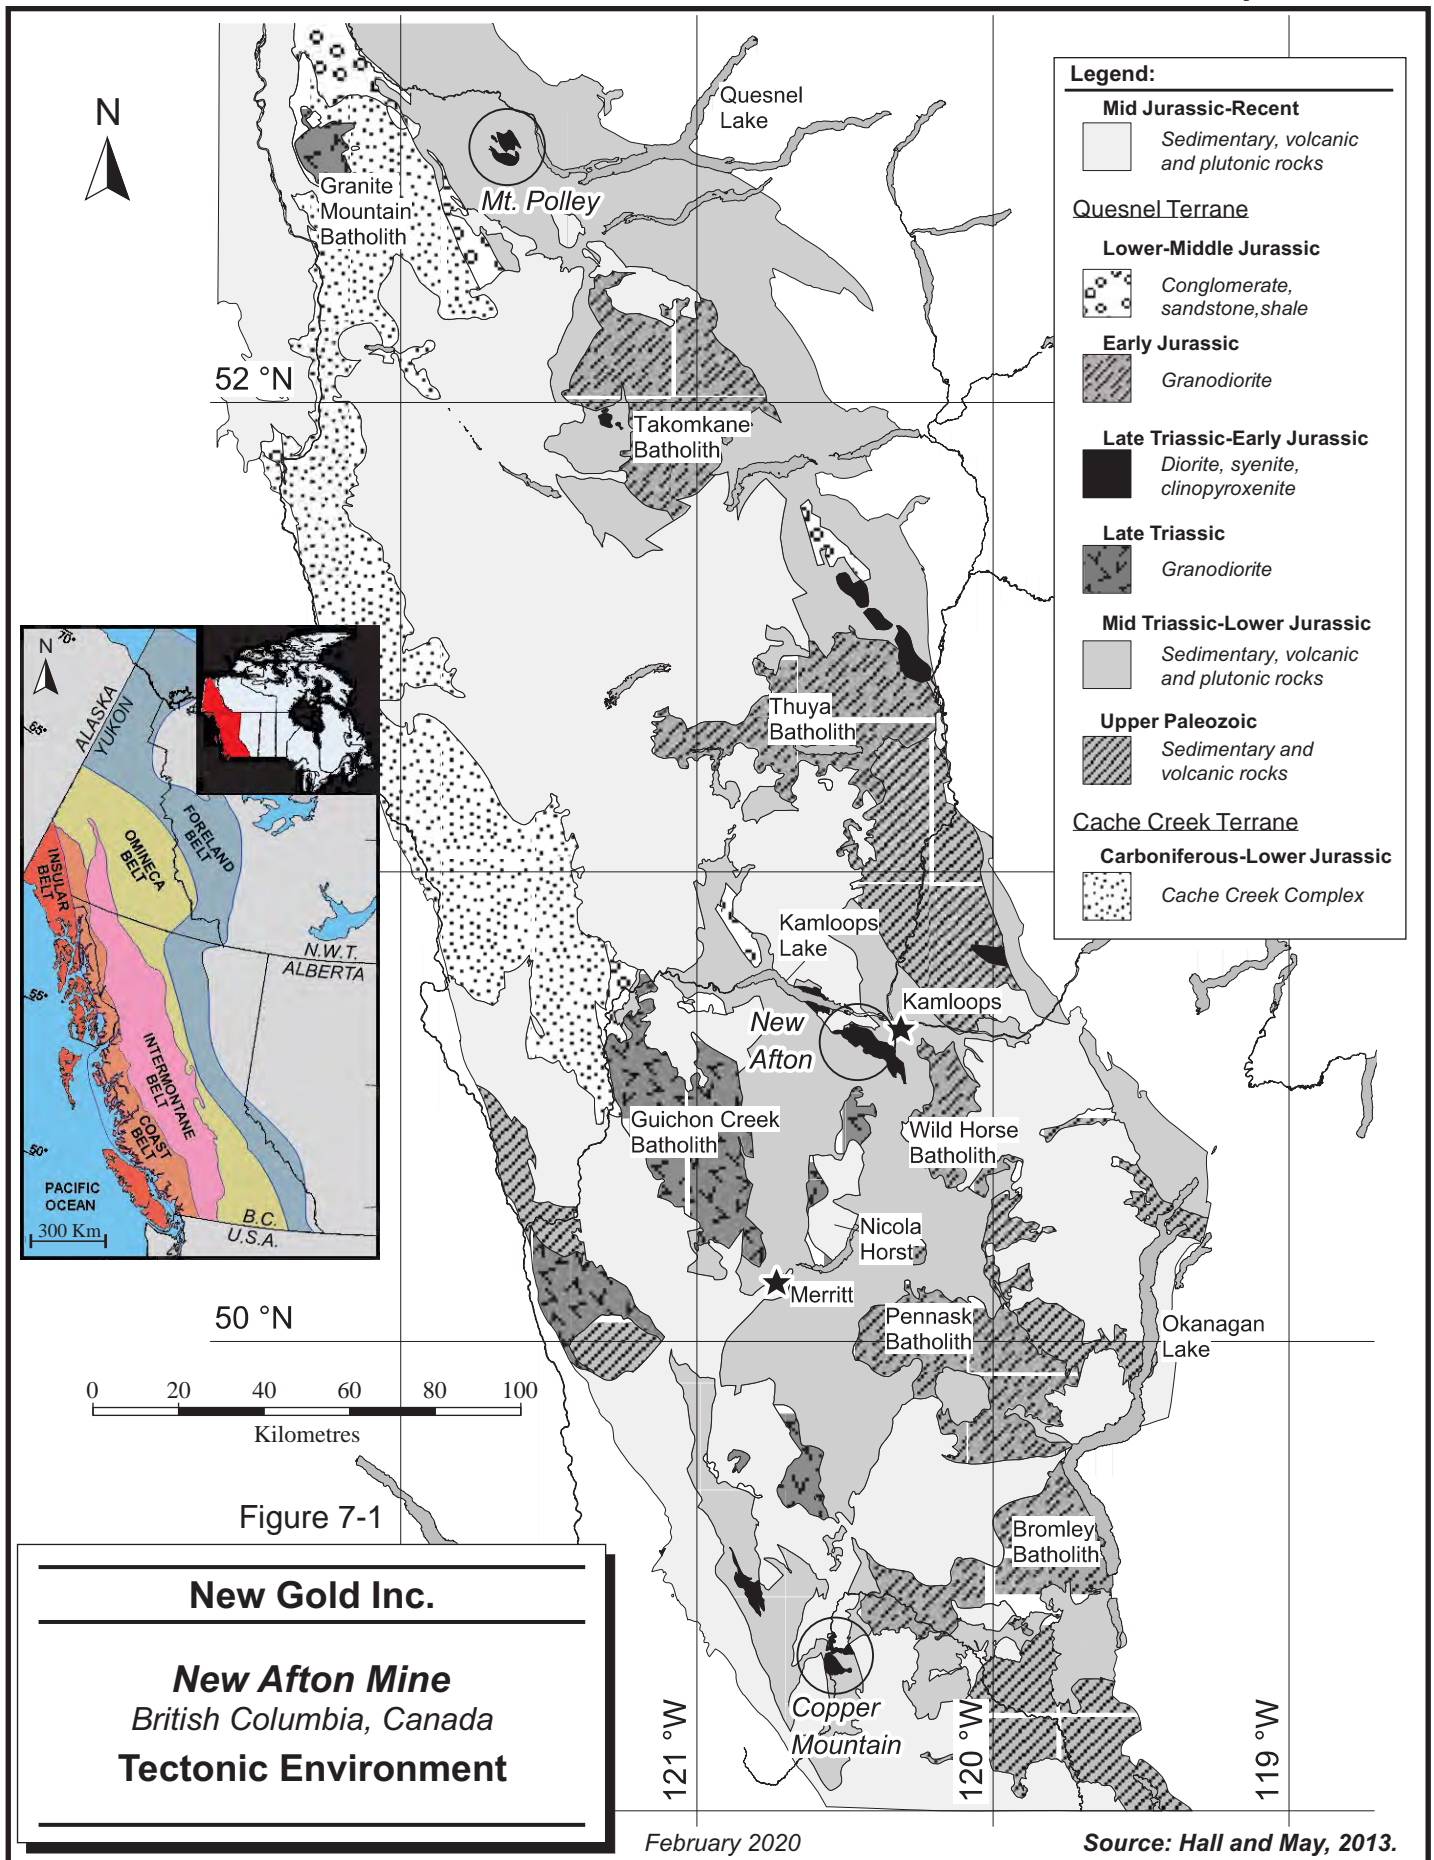 N
Quesnel
Lake
Granite
Mountain
Batholith
Mt. Polley
52 °N
Takomkane
Batholith
Thuya
Batholith
Kamloops
Lake
Kamloops
New
Afton
Guichon Creek
Batholith
Wild Horse
Batholith
Nicola
Horst
Merritt
50 °N
Pennask
Batholith
Okanagan
Lake
0 20 40 60 80 100
Kilometres
Bromley
Batholith
Copper
Mountain
121 °W
120 °W
119 °W
Legend:
Mid Jurassic-Recent
Sedimentary, volcanic
and plutonic rocks
Quesnel Terrane
Lower-Middle Jurassic
Conglomerate,
sandstone,shale
Early Jurassic
Granodiorite
Late Triassic-Early Jurassic
Diorite, syenite,
clinopyroxenite
Late Triassic
Granodiorite
Mid Triassic-Lower Jurassic
Sedimentary, volcanic
and plutonic rocks
Upper Paleozoic
Sedimentary and
volcanic rocks
Cache Creek Terrane
Carboniferous-Lower Jurassic
Cache Creek Complex
N
70°
65°
55°
50°
ALASKA
YUKON
FORELAND
BELT
OMINECA
BELT
INSULAR
BELT
INTERMONTANE
BELT
COAST
BELT
N.W.T.
ALBERTA
PACIFIC
OCEAN
B.C.
U.S.A.
300 Km
Figure 7-1
New Gold Inc.
New Afton Mine
British Columbia, Canada
Tectonic Environment
February 2020
Source: Hall and May, 2013.